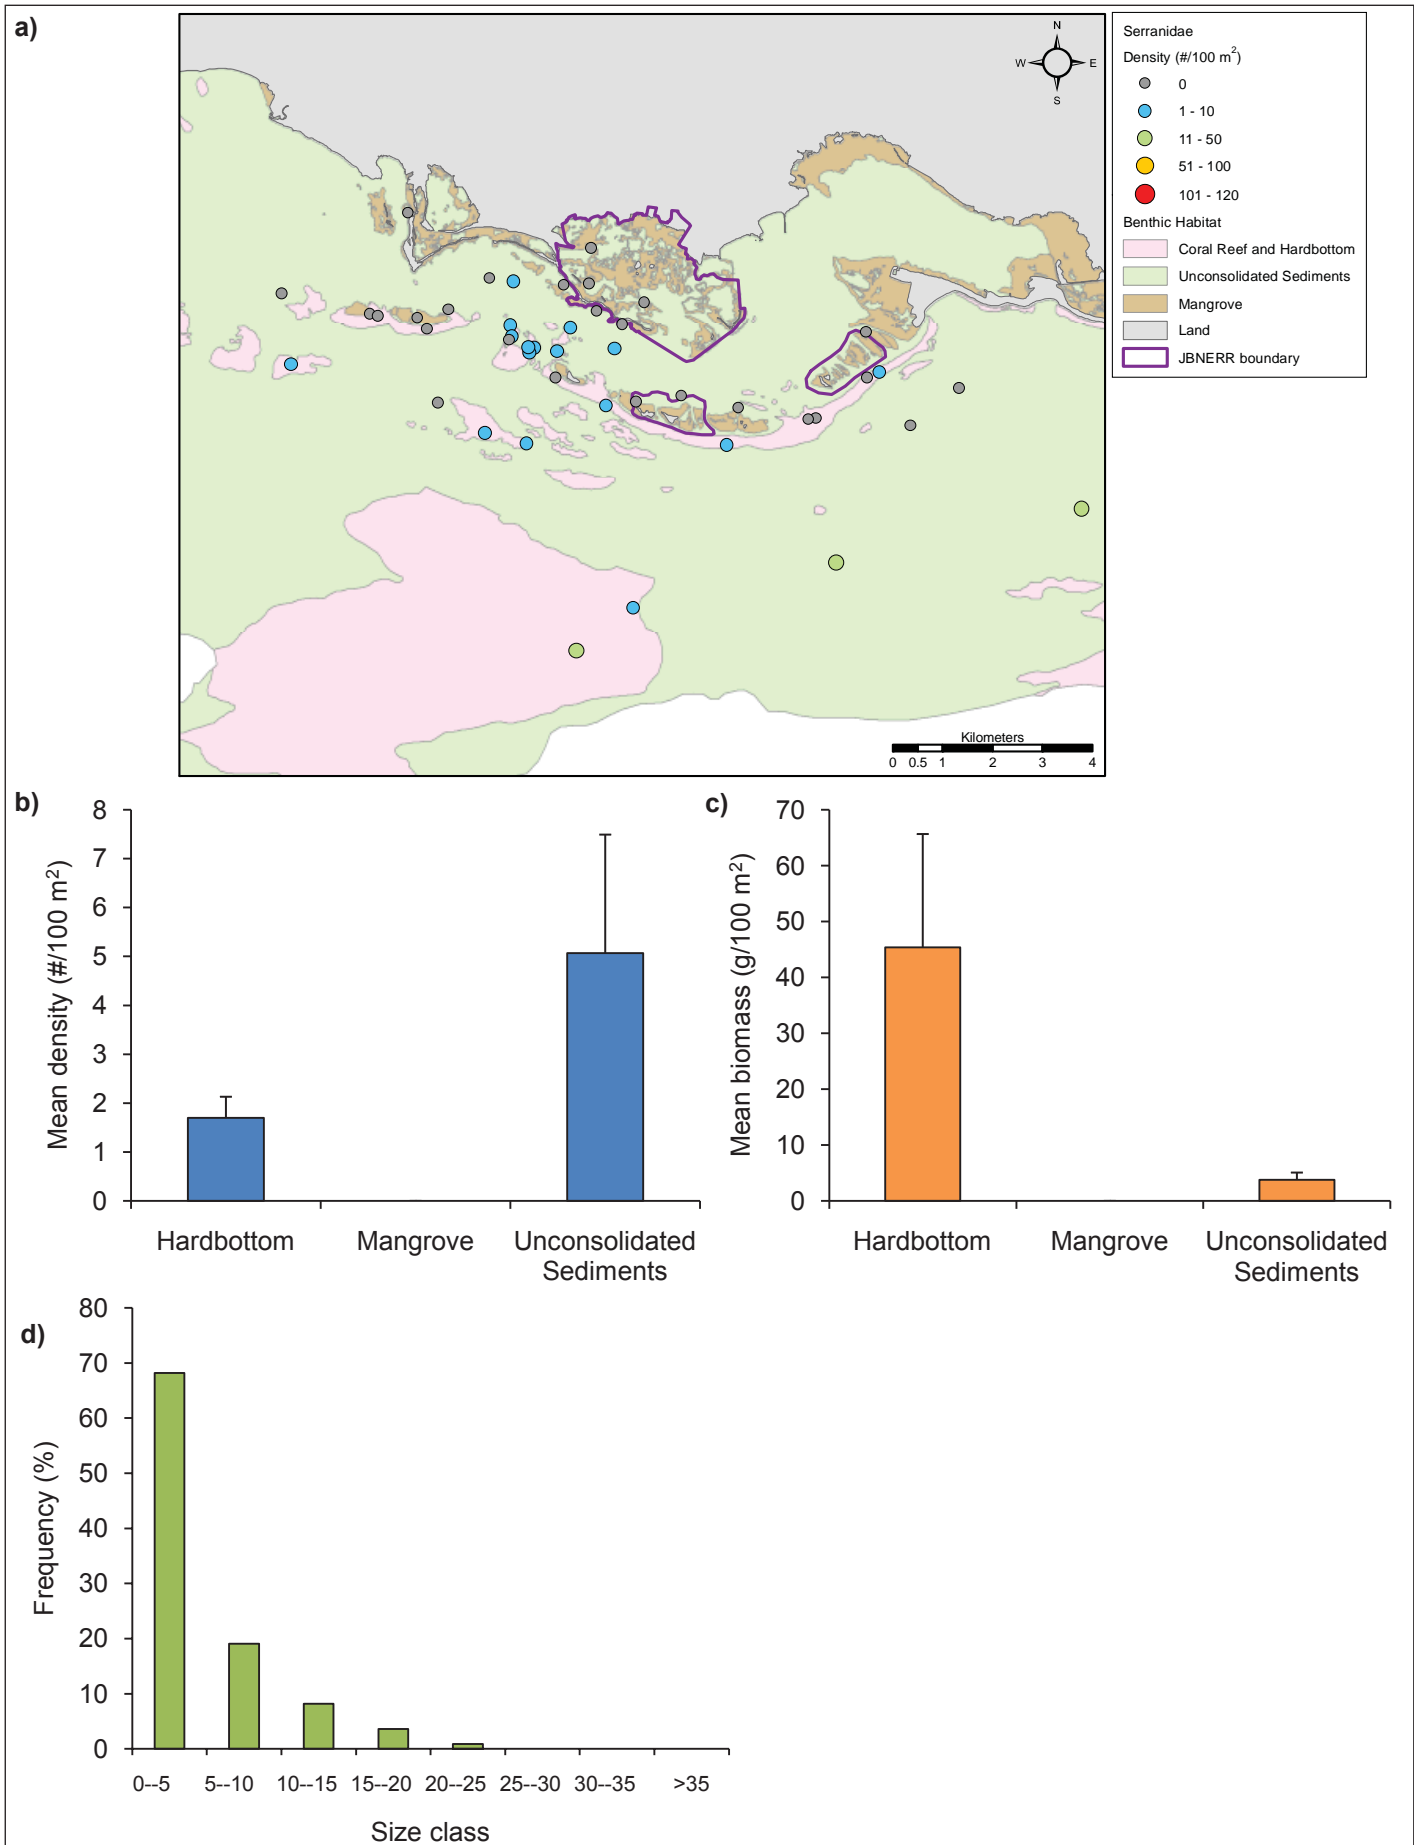 a)
N
W E
S
Serranidae
Density (#/100 m²)
0
1 - 10
11 - 50
51 - 100
101 - 120
Benthic Habitat
Coral Reef and Hardbottom
Unconsolidated Sediments
Mangrove
Land
JBNERR boundary
Kilometers
0 0.5 1 2 3 4
b)
Mean density (#/100 m²)
8
7
6
5
4
3
2
1
0
Hardbottom Mangrove Unconsolidated
Sediments
c)
Mean biomass (g/100 m²)
70
60
50
40
30
20
10
0
Hardbottom Mangrove Unconsolidated
Sediments
d)
Frequency (%)
80
70
60
50
40
30
20
10
0
0--5 5--10 10--15 15--20 20--25 25--30 30--35 >35
Size class